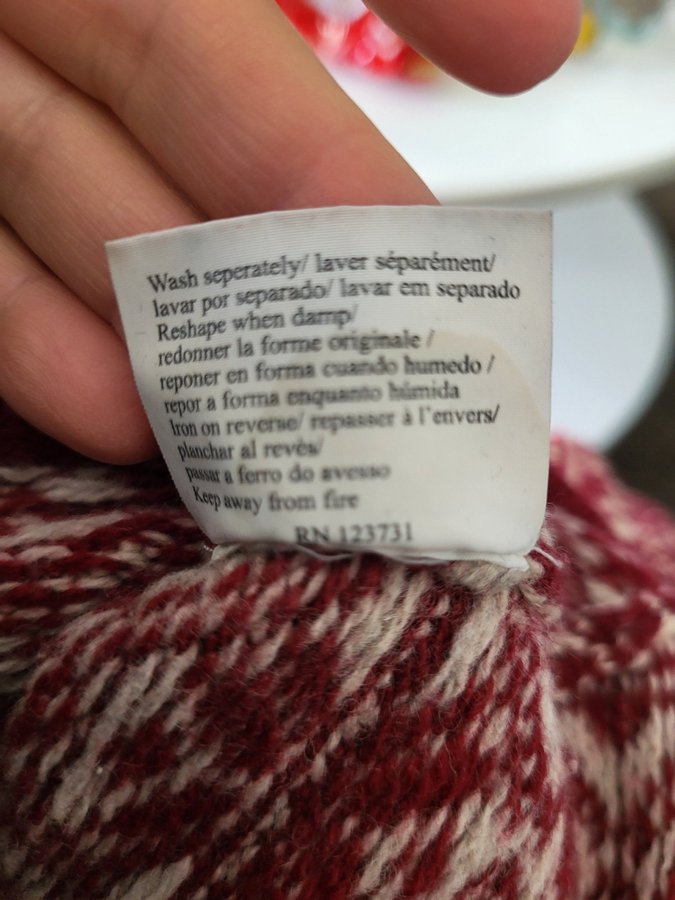 Wash seperately/ laver séparément/
lavar por separado/ lavar em separado
Reshape when damp/
redonner la forme originale /
reponer en forma cuando humedo /
repor a forma enquanto húmida
Iron on reverse/ repasser à l'envers/
planchar al revès/
passar a ferro do avesso
Keep away from fire
RN 123731